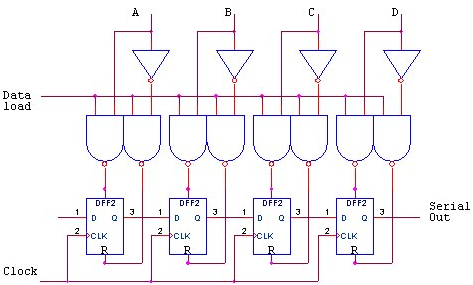 A B C D
Data
load
DFF2 DFF2 DFF2 DFF2
1 D Q 3 1 D Q 3 1 D Q 3 1 D Q 3
Serial
Out
2 CLK 2 CLK 2 CLK 2 CLK
R R R R
Clock